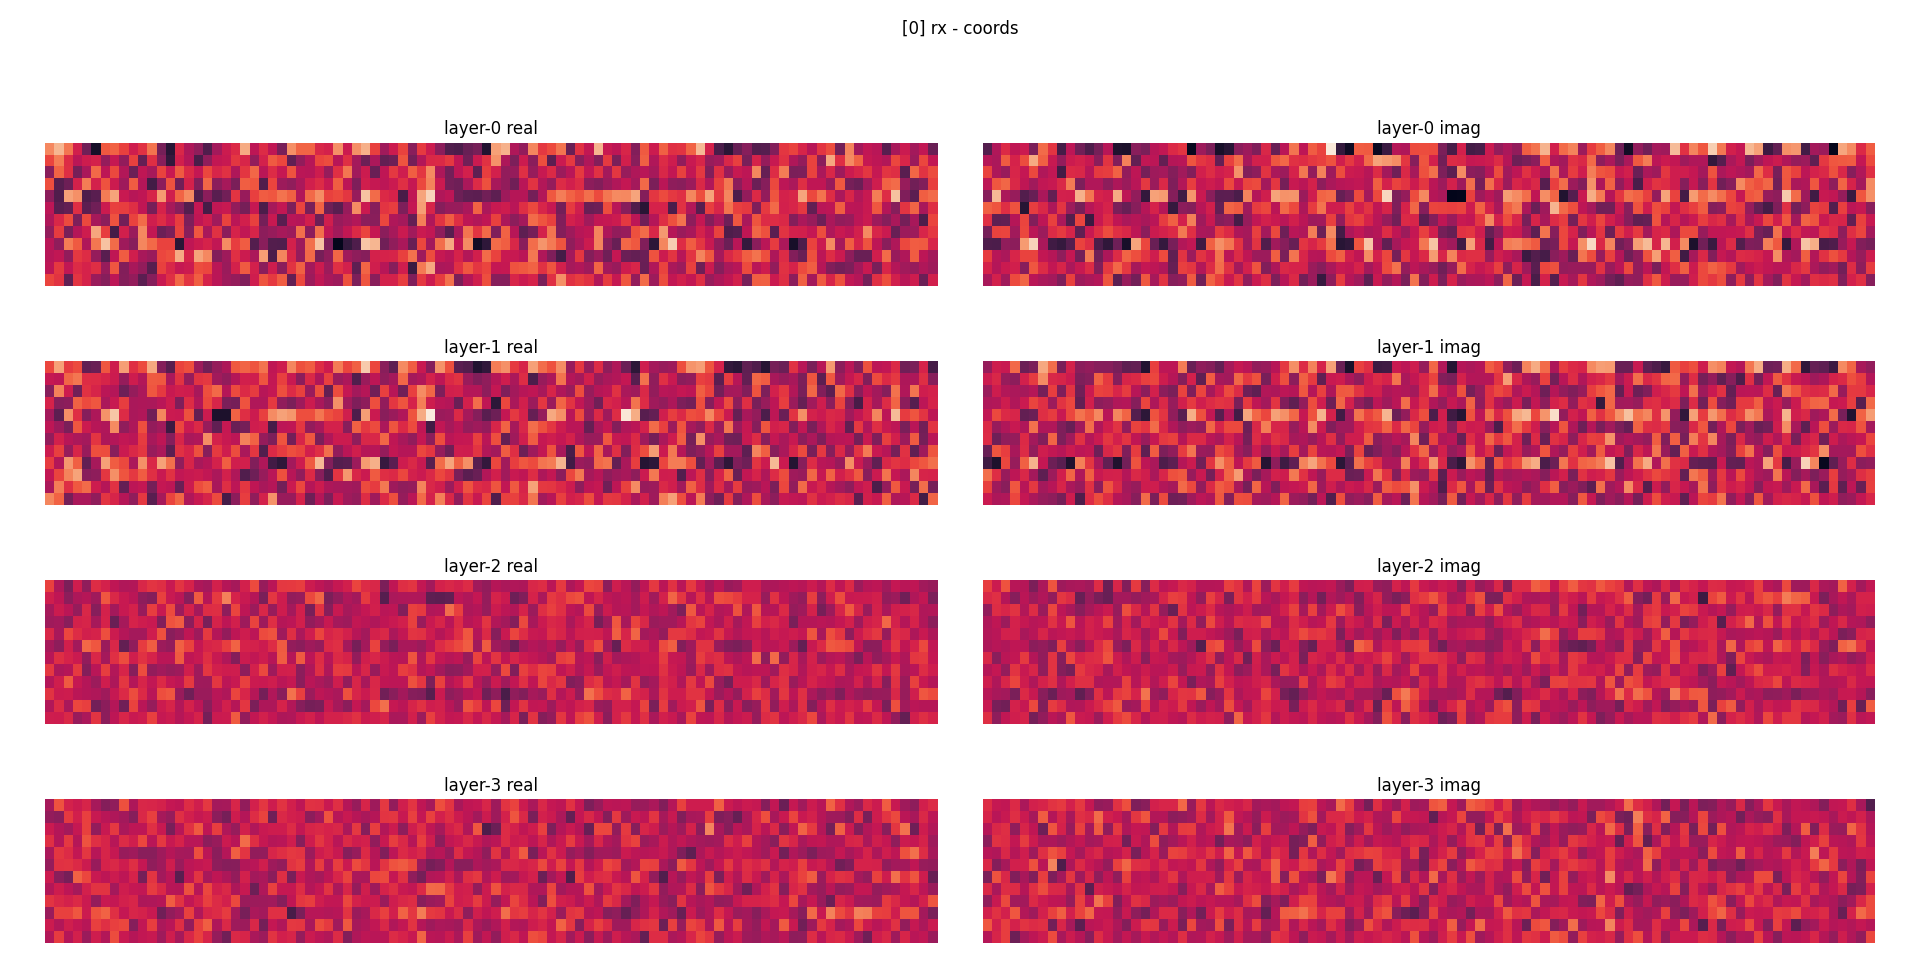 [0] rx - coords
layer-0 real
layer-0 imag
layer-1 real
layer-1 imag
layer-2 real
layer-2 imag
layer-3 real
layer-3 imag